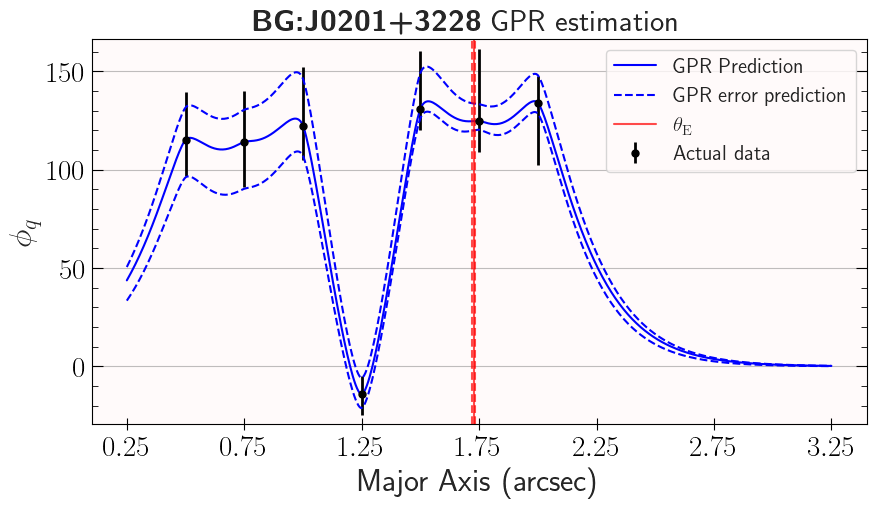 BG:J0201+3228 GPR estimation
150
100
50
0
ϕq
GPR Prediction
GPR error prediction
θE
Actual data
0.25 0.75 1.25 1.75 2.25 2.75 3.25
Major Axis (arcsec)